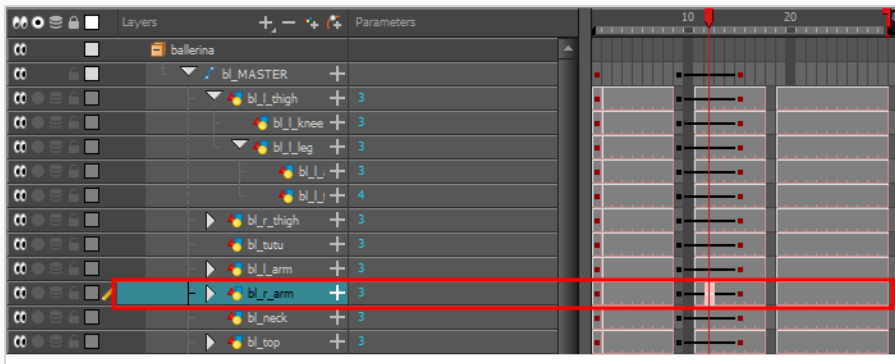 Layers Parameters 10 20
ballerina
bl_MASTER
bl_l_thigh 3
bl_l_knee 3
bl_l_leg 3
bl_l_: 3
4
bl_r_thigh 3
bl_tutu 3
bl_l_arm 3
bl_r_arm 3
bl_neck 3
bl_top 3